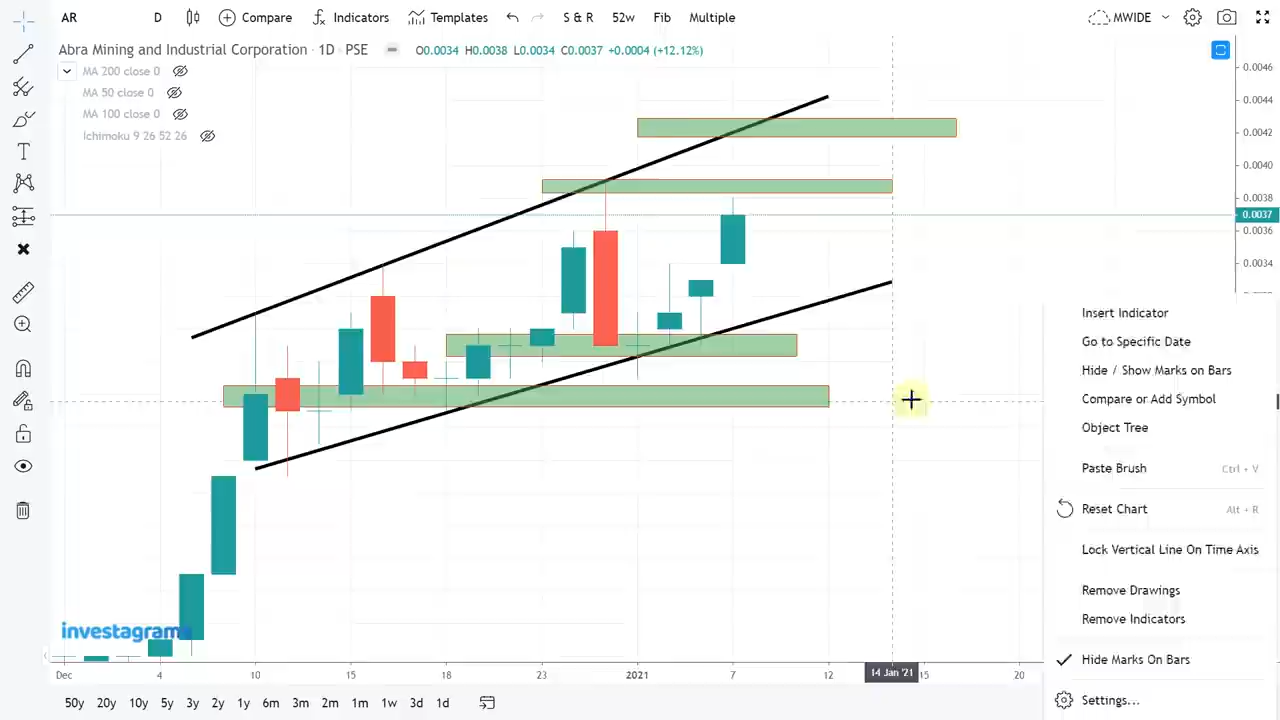 AR D Compare Indicators Templates S & R 52w Fib Multiple MWIDE
Abra Mining and Industrial Corporation · 1D · PSE O0.0034 H0.0038 L0.0034 C0.0037 +0.0004 (+12.12%)
MA 200 close 0
MA 50 close 0
MA 100 close 0
Ichimoku 9 26 52 26
0.0046
0.0044
0.0042
0.0040
0.0038
0.0037
0.0036
0.0034
Insert Indicator
Go to Specific Date
Hide / Show Marks on Bars
Compare or Add Symbol
Object Tree
Paste Brush Ctrl + V
Reset Chart Alt + R
Lock Vertical Line On Time Axis
Remove Drawings
Remove Indicators
Hide Marks On Bars
Settings...
investagrams
Dec 4 10 15 18 23 2021 7 12 14 Jan '21 15 20
50y 20y 10y 5y 3y 2y 1y 6m 3m 2m 1m 1w 3d 1d